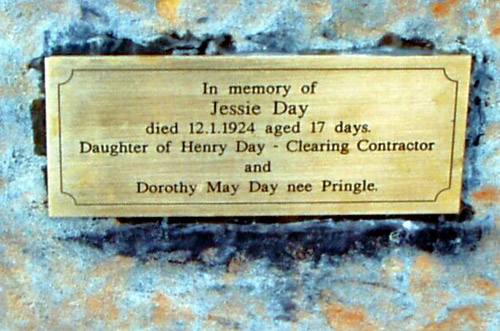 In memory of
Jessie Day
died 12.1.1924 aged 17 days.
Daughter of Henry Day - Clearing Contractor
and
Dorothy May Day nee Pringle.